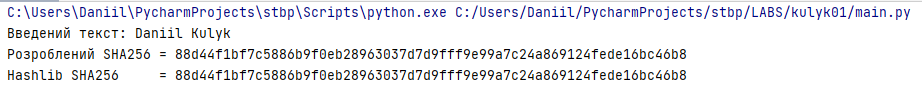 C:\Users\Daniil\PycharmProjects\stbp\Scripts\python.exe C:/Users/Daniil/PycharmProjects/stbp/LABS/kulyk01/main.py
Введений текст: Daniil Kulyk
Розроблений SHA256 = 88d44f1bf7c5886b9f0eb28963037d7d9fff9e99a7c24a869124fede16bc46b8
Hashlib SHA256     = 88d44f1bf7c5886b9f0eb28963037d7d9fff9e99a7c24a869124fede16bc46b8